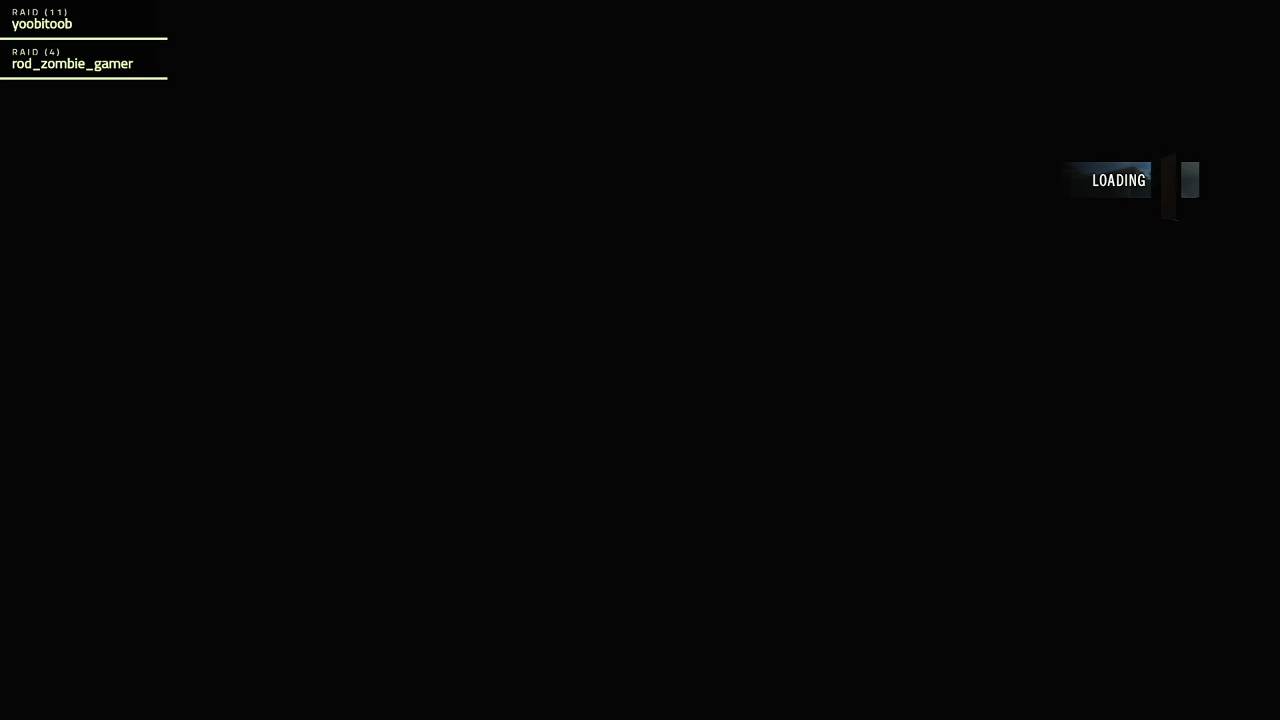 RAID (11)
yoobitoob
RAID (4)
rod_zombie_gamer
LOADING